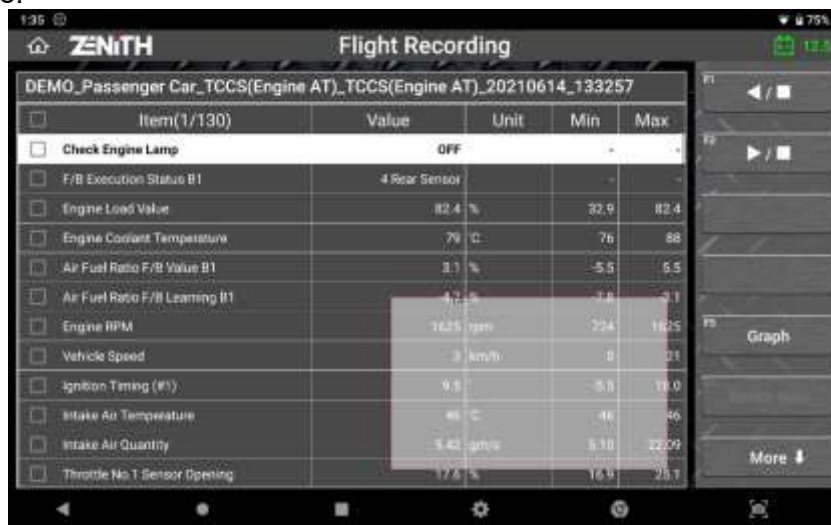 1:35 75%
ZENITH Flight Recording 12.5
DEMO_Passenger Car_TCCS(Engine AT)_TCCS(Engine AT)_20210614_133257
Item(1/130) Value Unit Min Max
Check Engine Lamp OFF - -
F/B Execution Status B1 4 Rear Sensor - -
Engine Load Value 82.4 % 32.9 82.4
Engine Coolant Temperature 79 °C 76 88
Air Fuel Ratio F/B Value B1 3.1 % -5.5 5.5
Air Fuel Ratio F/B Learning B1
Engine RPM 1625 rpm 224 1625
Vehicle Speed 3 km/h 0 21
Ignition Timing (#1) 9.5 °
Intake Air Temperature 46 °C 46 46
Intake Air Quantity 5.42 gm/s 5.10 22.09
Throttle No.1 Sensor Opening 17.6 % 16.9 25.1
F1
F2
F5 Graph
More